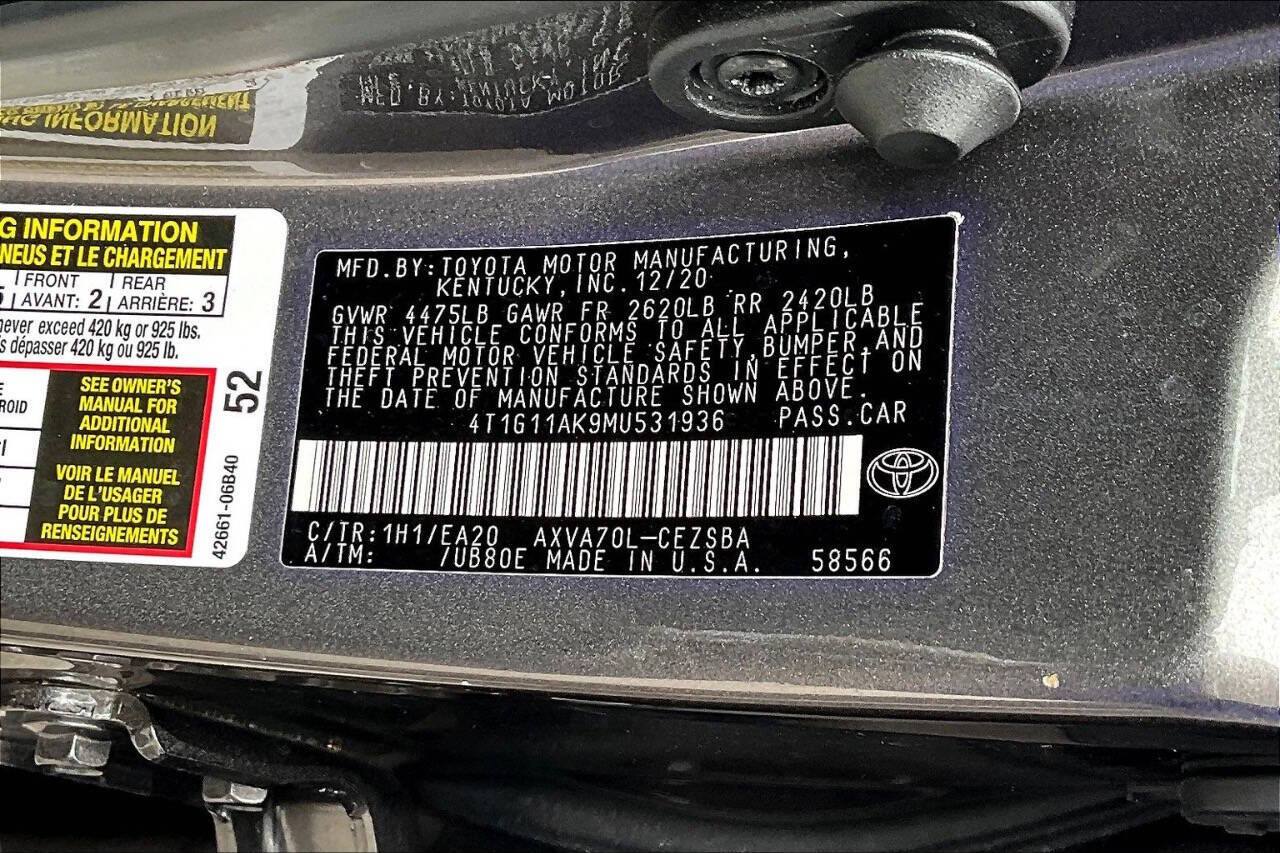 G INFORMATION
NEUS ET LE CHARGEMENT
FRONT
AVANT: 2
REAR
ARRIÈRE: 3
never exceed 420 kg or 925 lbs.
dépasser 420 kg ou 925 lb.
SEE OWNER'S
MANUAL FOR
ADDITIONAL
INFORMATION
VOIR LE MANUEL
DE L'USAGER
POUR PLUS DE
RENSEIGNEMENTS
52
42661-06B40
MFD.BY:TOYOTA MOTOR MANUFACTURING,
KENTUCKY, INC. 12/20
GVWR 4475LB GAWR FR 2620LB RR 2420LB
THIS VEHICLE CONFORMS TO ALL APPLICABLE
FEDERAL MOTOR VEHICLE SAFETY, BUMPER, AND
THEFT PREVENTION STANDARDS IN EFFECT ON
THE DATE OF MANUFACTURE SHOWN ABOVE.
4T1G11AK9MU531936 PASS.CAR
C/TR:1H1/EA20 AXVA70L-CEZSBA
A/TM: /UB80E MADE IN U.S.A. 58566